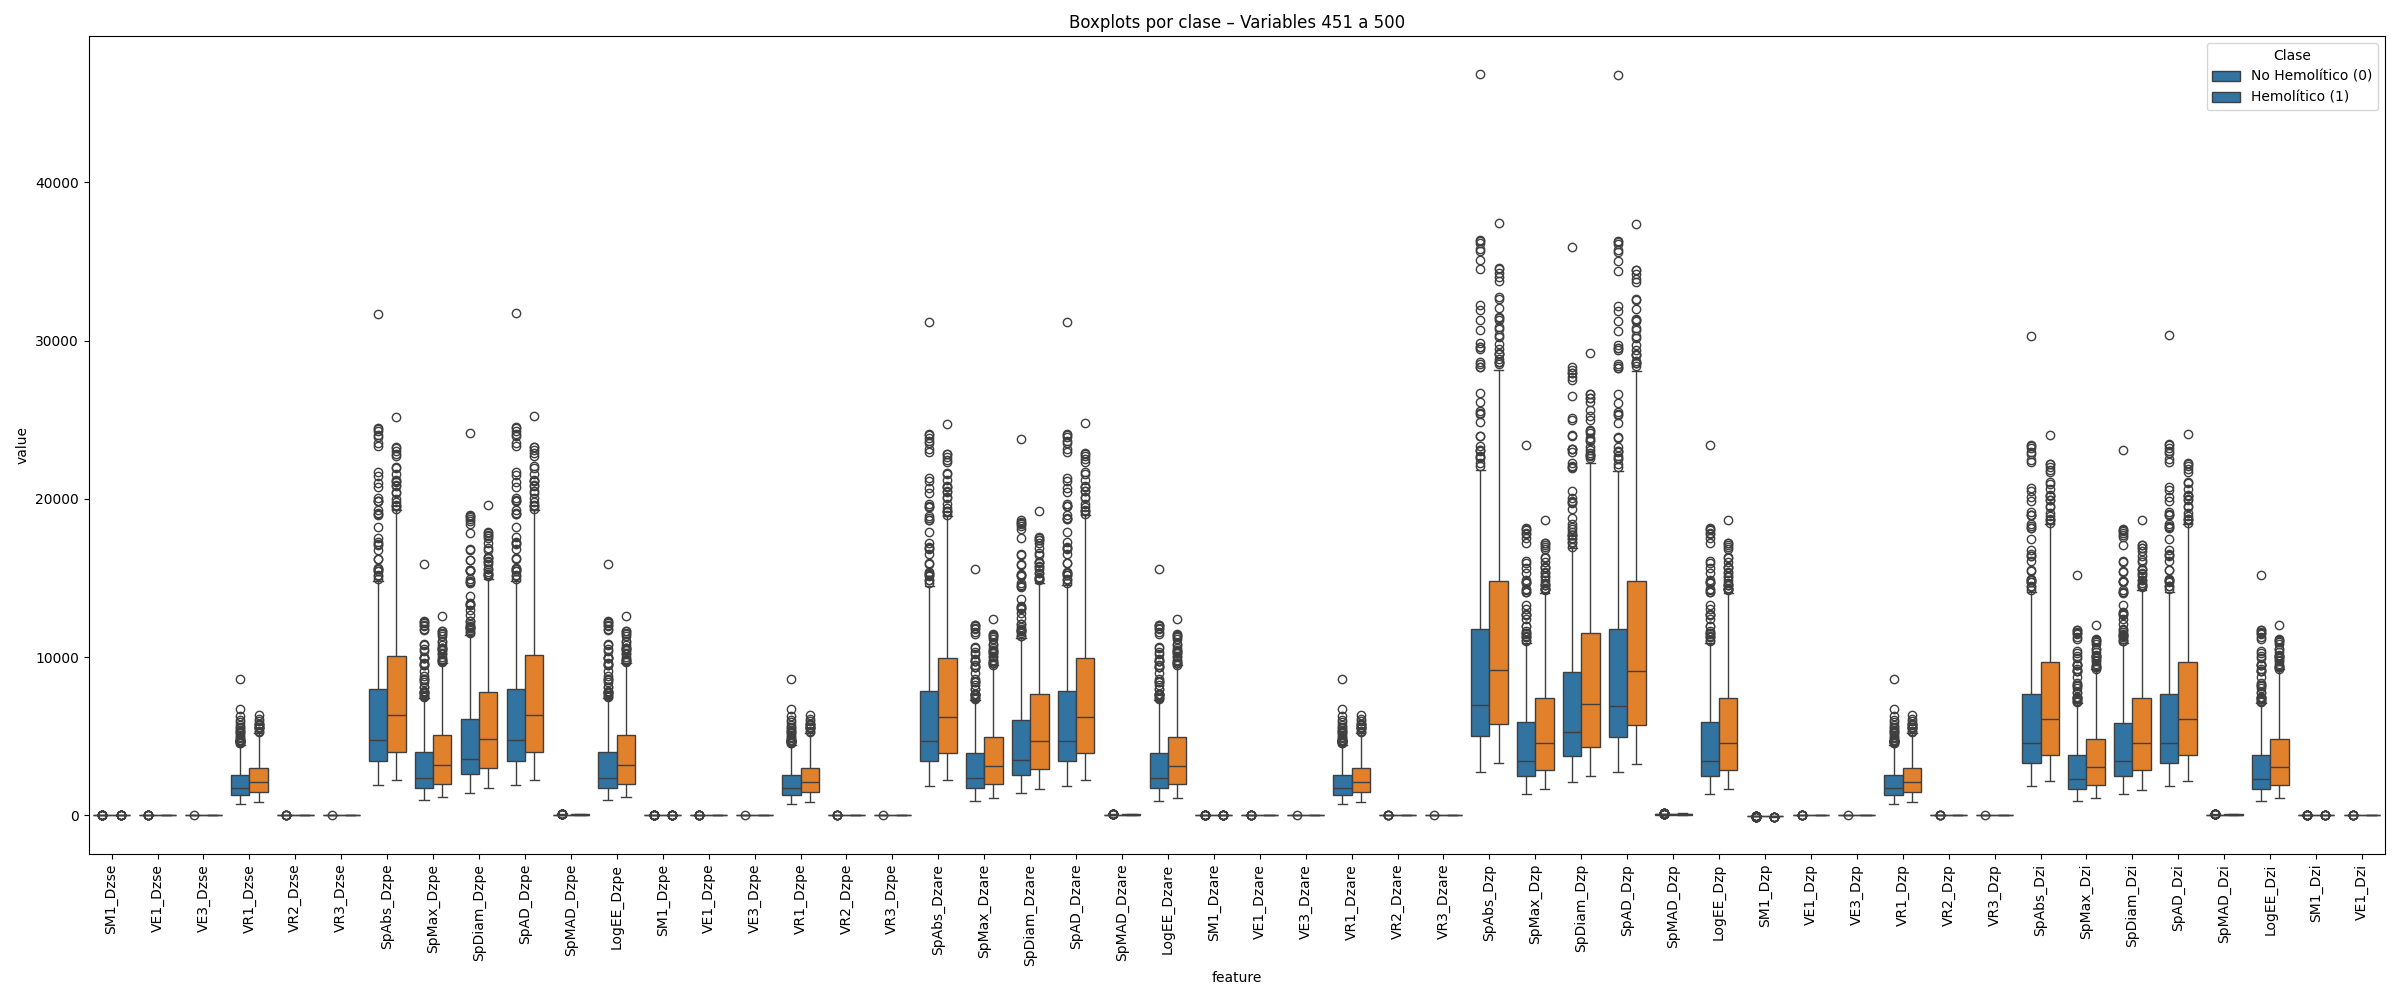 Boxplots por clase – Variables 451 a 500
Clase
No Hemolítico (0)
Hemolítico (1)
value
40000
30000
20000
10000
0
SM1_Dzse
VE1_Dzse
VE3_Dzse
VR1_Dzse
VR2_Dzse
VR3_Dzse
SpAbs_Dzpe
SpMax_Dzpe
SpDiam_Dzpe
SpAD_Dzpe
SpMAD_Dzpe
LogEE_Dzpe
SM1_Dzpe
VE1_Dzpe
VE3_Dzpe
VR1_Dzpe
VR2_Dzpe
VR3_Dzpe
SpAbs_Dzare
SpMax_Dzare
SpDiam_Dzare
SpAD_Dzare
SpMAD_Dzare
LogEE_Dzare
SM1_Dzare
VE1_Dzare
VE3_Dzare
VR1_Dzare
VR2_Dzare
VR3_Dzare
SpAbs_Dzp
SpMax_Dzp
SpDiam_Dzp
SpAD_Dzp
SpMAD_Dzp
LogEE_Dzp
SM1_Dzp
VE1_Dzp
VE3_Dzp
VR1_Dzp
VR2_Dzp
VR3_Dzp
SpAbs_Dzi
SpMax_Dzi
SpDiam_Dzi
SpAD_Dzi
SpMAD_Dzi
LogEE_Dzi
SM1_Dzi
VE1_Dzi
feature